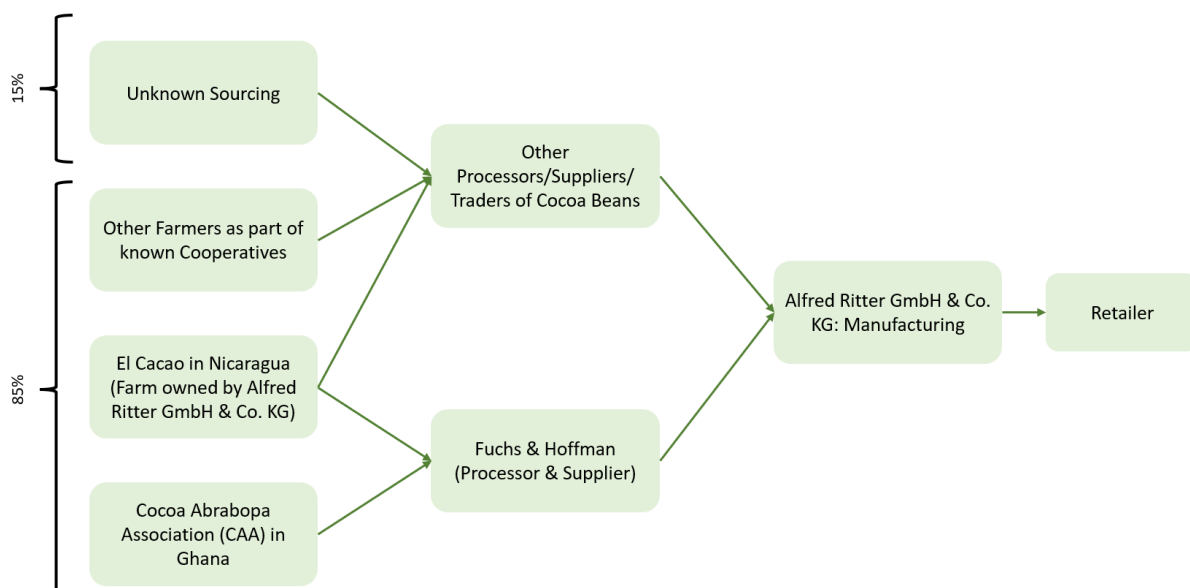 15%
Unknown Sourcing
Other Farmers as part of
known Cooperatives
85%
El Cacao in Nicaragua
(Farm owned by Alfred
Ritter GmbH & Co. KG)
Cocoa Abrabopa
Association (CAA) in
Ghana
Other
Processors/Suppliers/
Traders of Cocoa Beans
Fuchs & Hoffman
(Processor & Supplier)
Alfred Ritter GmbH & Co.
KG: Manufacturing
Retailer